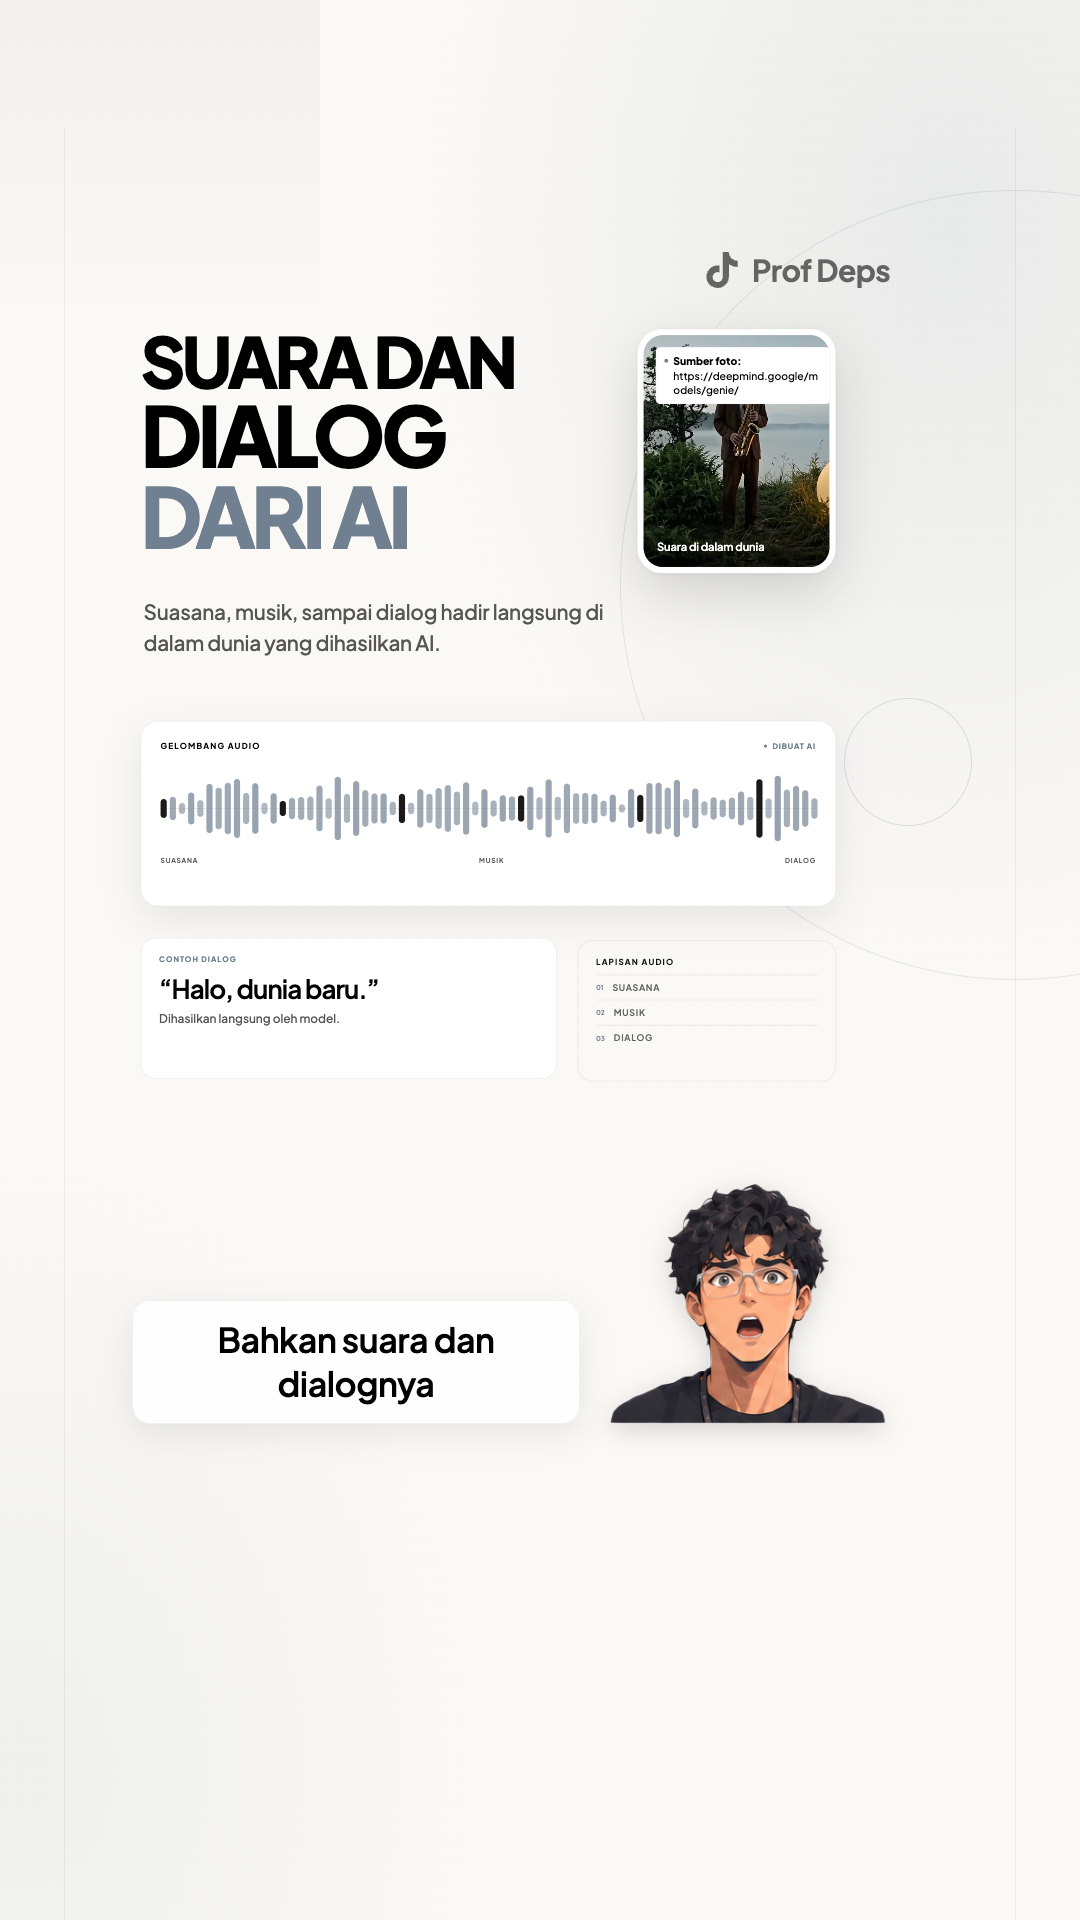 Prof Deps
SUARA DAN
DIALOG
DARI AI
Sumber foto:
https://deepmind.google/m
odels/genie/
Suara di dalam dunia
Suasana, musik, sampai dialog hadir langsung di
dalam dunia yang dihasilkan AI.
GELOMBANG AUDIO
DIBUAT AI
SUASANA
MUSIK
DIALOG
CONTOH DIALOG
“Halo, dunia baru.”
Dihasilkan langsung oleh model.
LAPISAN AUDIO
01 SUASANA
02 MUSIK
03 DIALOG
Bahkan suara dan
dialognya